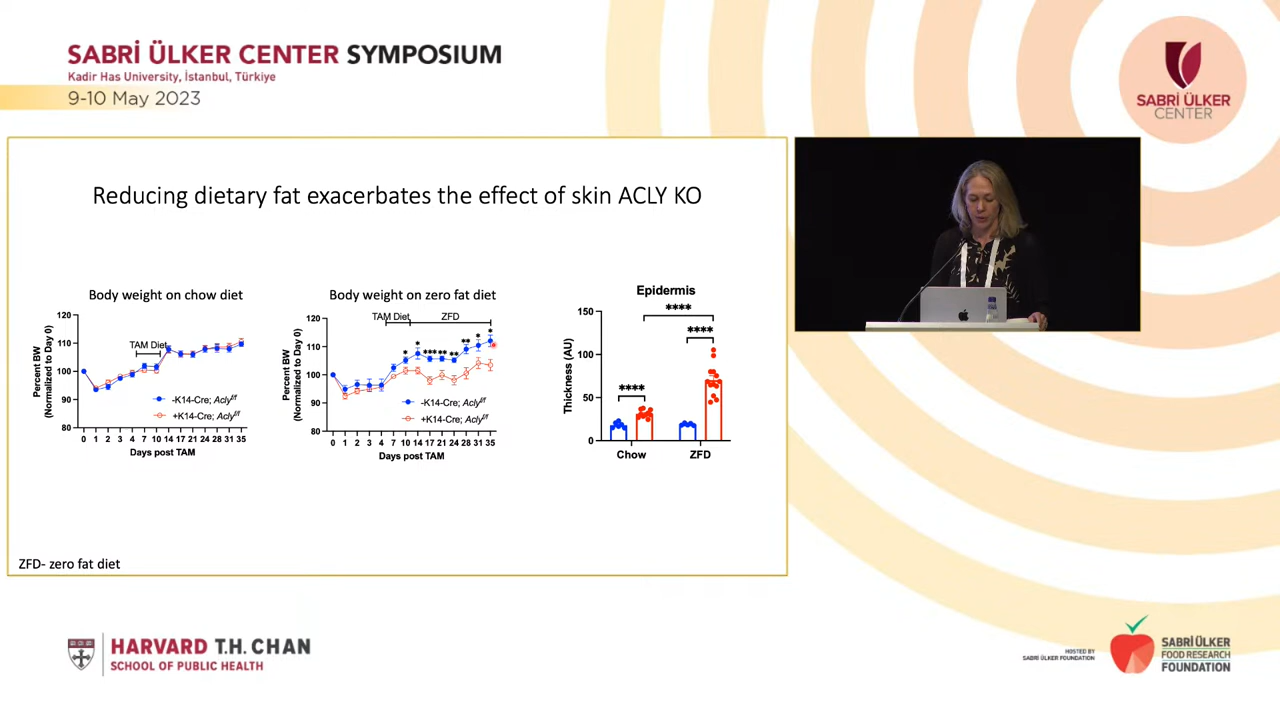 SABRİ ÜLKER CENTER SYMPOSIUM
Kadir Has University, İstanbul, Türkiye
9-10 May 2023
SABRİ ÜLKER
CENTER
Reducing dietary fat exacerbates the effect of skin ACLY KO
Body weight on chow diet
Percent BW
(Normalized to Day 0)
120
110
100
90
80
TAM Diet
-K14-Cre; Acly^f/f
+K14-Cre; Acly^f/f
0 1 2 3 4 7 10 14 17 21 24 28 31 35
Days post TAM
Body weight on zero fat diet
Percent BW
(Normalized to Day 0)
120
110
100
90
80
TAM Diet ZFD
* * *** ** ** ** * *
-K14-Cre; Acly^f/f
+K14-Cre; Acly^f/f
0 1 2 3 4 7 10 14 17 21 24 28 31 35
Days post TAM
Epidermis
Thickness (AU)
150
100
50
0
****
****
****
Chow ZFD
ZFD- zero fat diet
HARVARD T.H. CHAN
SCHOOL OF PUBLIC HEALTH
HOSTED BY
SABRİ ÜLKER FOUNDATION
SABRİ ÜLKER
FOOD RESEARCH
FOUNDATION